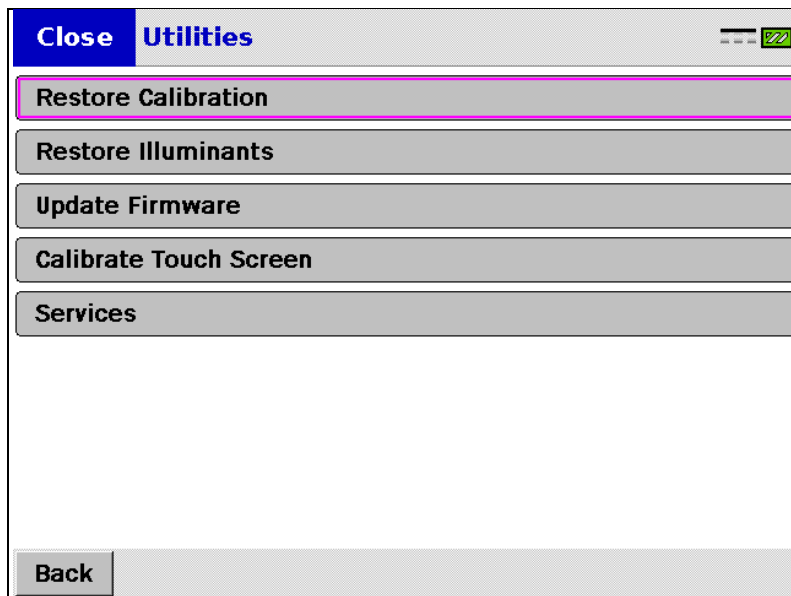 Close Utilities
Restore Calibration
Restore Illuminants
Update Firmware
Calibrate Touch Screen
Services
Back